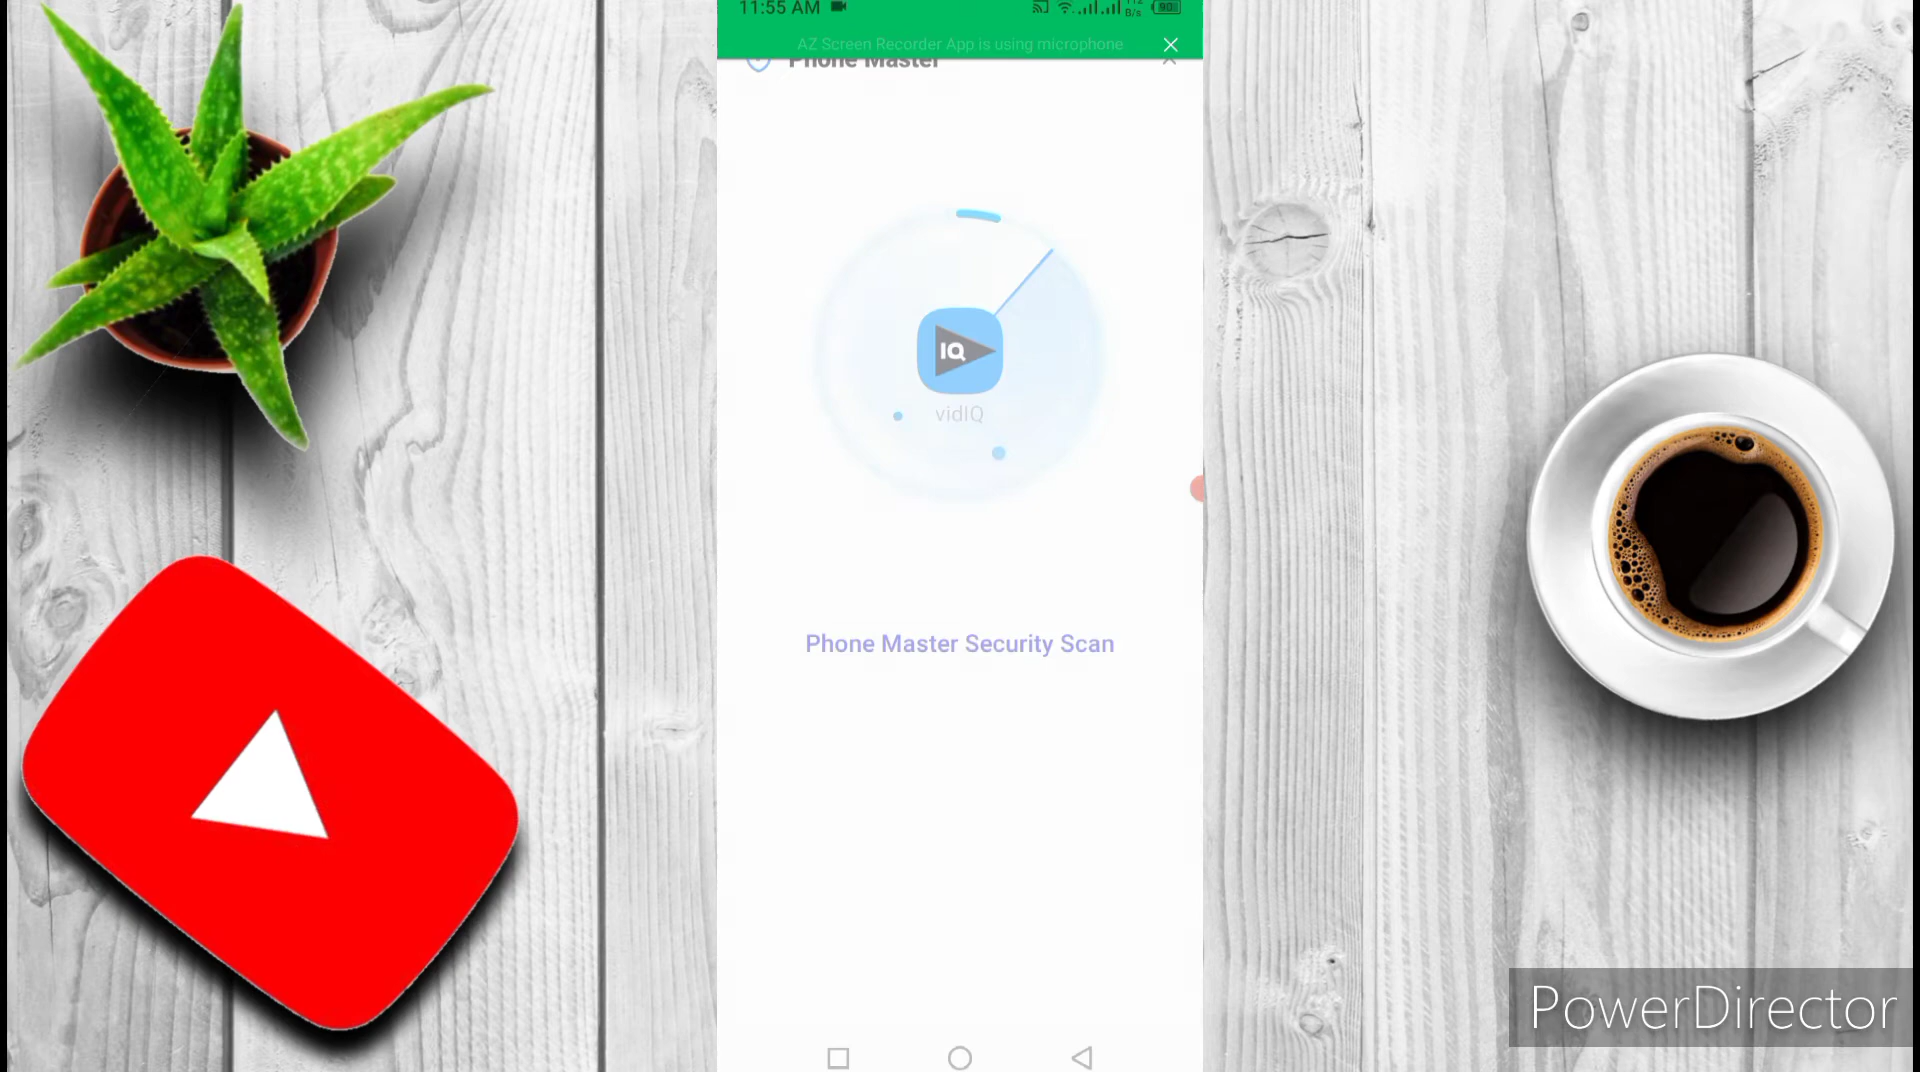 11:55 AM
B/s
90
AZ Screen Recorder App is using microphone
Phone Master
IQ
vidIQ
Phone Master Security Scan
PowerDirector